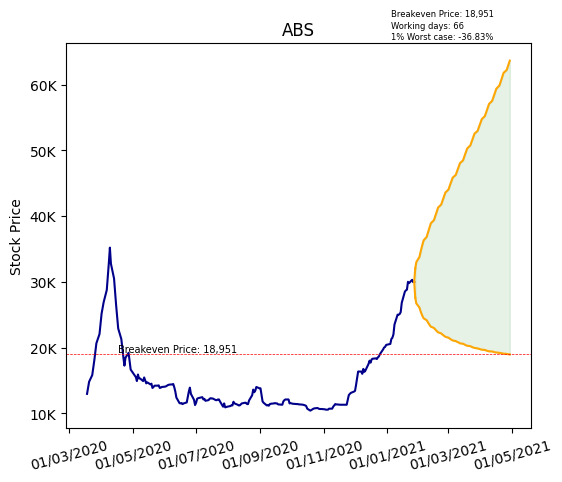 Breakeven Price: 18,951
Working days: 66
1% Worst case: -36.83%
ABS
Stock Price
60K
50K
40K
30K
20K
10K
Breakeven Price: 18,951
01/03/2020 01/05/2020 01/07/2020 01/09/2020 01/11/2020 01/01/2021 01/03/2021 01/05/2021